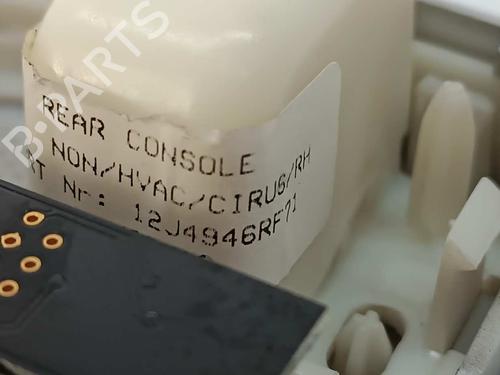 B-PARTS
REAR CONSOLE
NON/HVAC/CIRUS/RH
Nr: 12J4946RF71